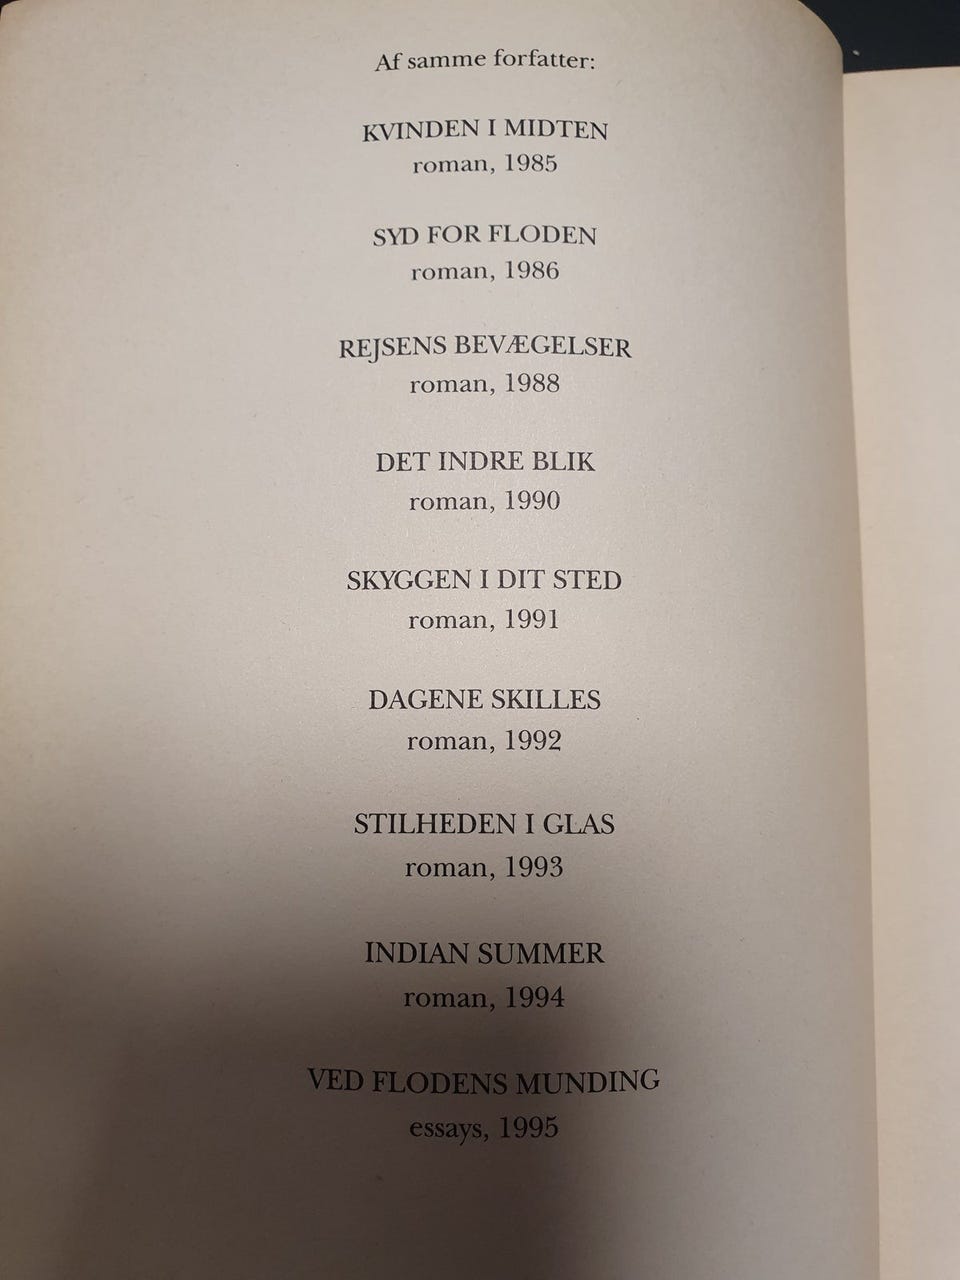 Af samme forfatter:
KVINDEN I MIDTEN
roman, 1985
SYD FOR FLODEN
roman, 1986
REJSENS BEVÆGELSER
roman, 1988
DET INDRE BLIK
roman, 1990
SKYGGEN I DIT STED
roman, 1991
DAGENE SKILLES
roman, 1992
STILHEDEN I GLAS
roman, 1993
INDIAN SUMMER
roman, 1994
VED FLODENS MUNDING
essays, 1995